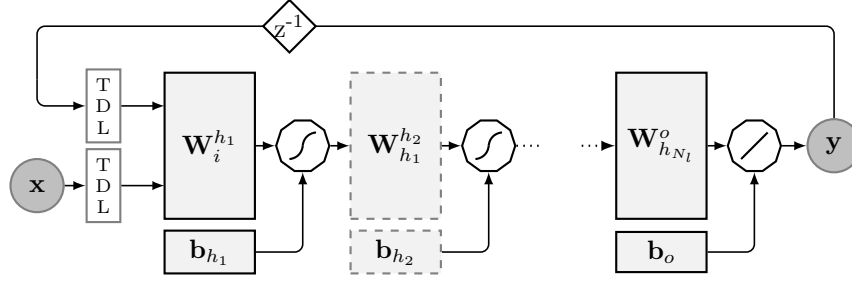 z⁻¹
T
D
L
T
D
L
x
W_i^{h_1}
W_{h_1}^{h_2}
.... ...
W_{h_{N_l}}^o
y
b_{h_1}
b_{h_2}
b_o